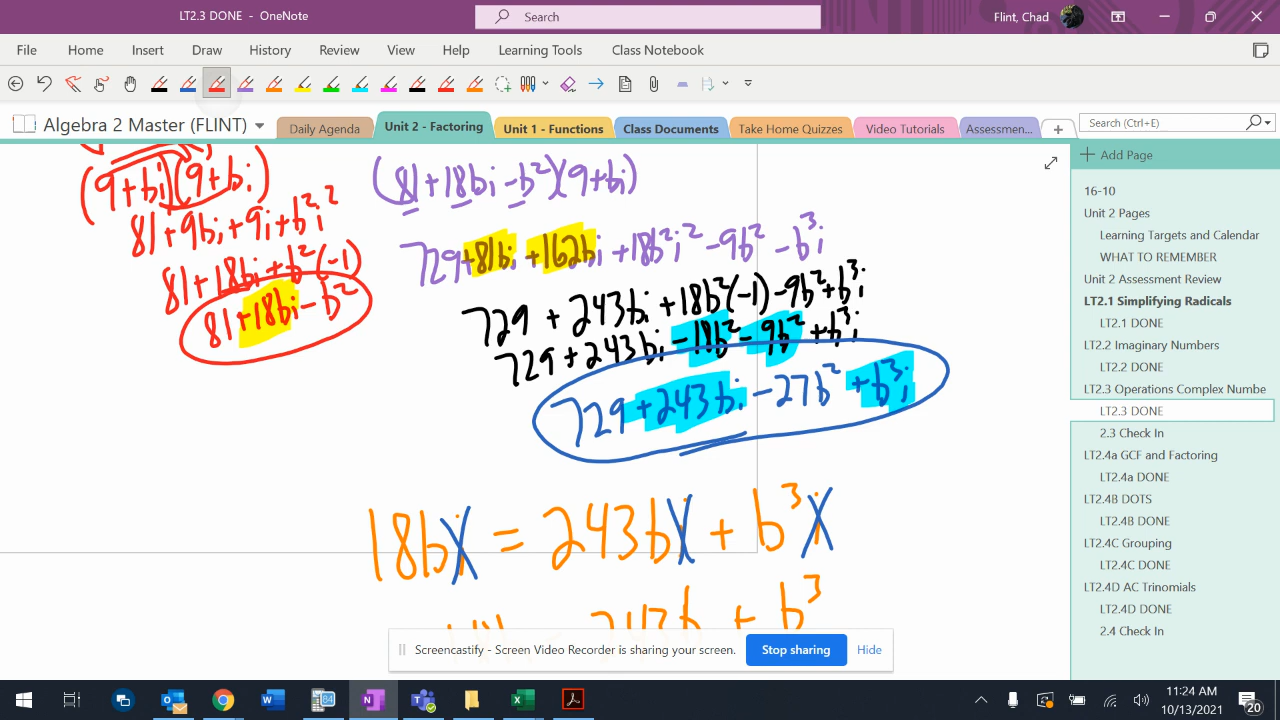 LT2.3 DONE - OneNote
Search
Flint, Chad
File Home Insert Draw History Review View Help Learning Tools Class Notebook
Algebra 2 Master (FLINT)
Daily Agenda
Unit 2 - Factoring
Unit 1 - Functions
Class Documents
Take Home Quizzes
Video Tutorials
Assessmen...
Search (Ctrl+E)
Add Page
16-10
Unit 2 Pages
Learning Targets and Calendar
WHAT TO REMEMBER
Unit 2 Assessment Review
LT2.1 Simplifying Radicals
LT2.1 DONE
LT2.2 Imaginary Numbers
LT2.2 DONE
LT2.3 Operations Complex Numbe
LT2.3 DONE
2.3 Check In
LT2.4a GCF and Factoring
LT2.4a DONE
LT2.4B DOTS
LT2.4B DONE
LT2.4C Grouping
LT2.4C DONE
LT2.4D AC Trinomials
LT2.4D DONE
2.4 Check In
(9+bi)(9+bi)
81+9bi+9i+b²i²
81+18bi+b²(-1)
81+18bi-b²
(81+18bi-b²)(9+bi)
729+81bi+162bi+18b²i²-9b²-b³i
729+243bi+18b²(-1)-9b²+b³i
729+243bi-18b²-9b²+b³i
729+243bi-27b²+b³i
18bi = 243bi + b³i
243b + b³
Screencastify - Screen Video Recorder is sharing your screen.
Stop sharing
Hide
84
11:24 AM
10/13/2021
20